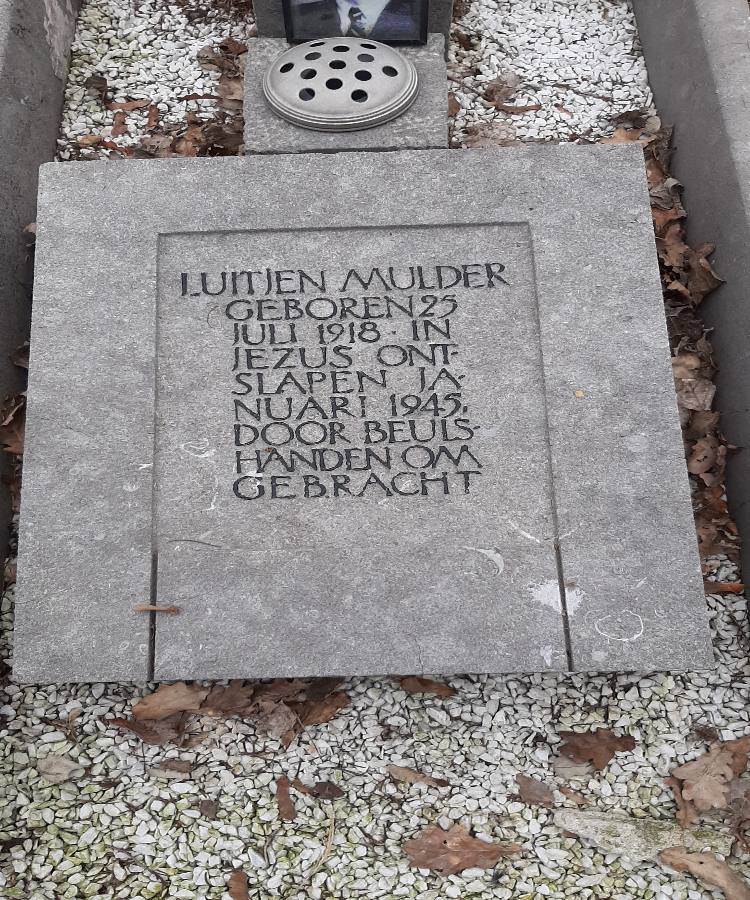 LUITJEN MULDER
GEBOREN 25
JULI 1918 · IN
JEZUS ONT-
SLAPEN JA-
NUARI 1945,
DOOR BEULS-
HANDEN OM
GEBRACHT